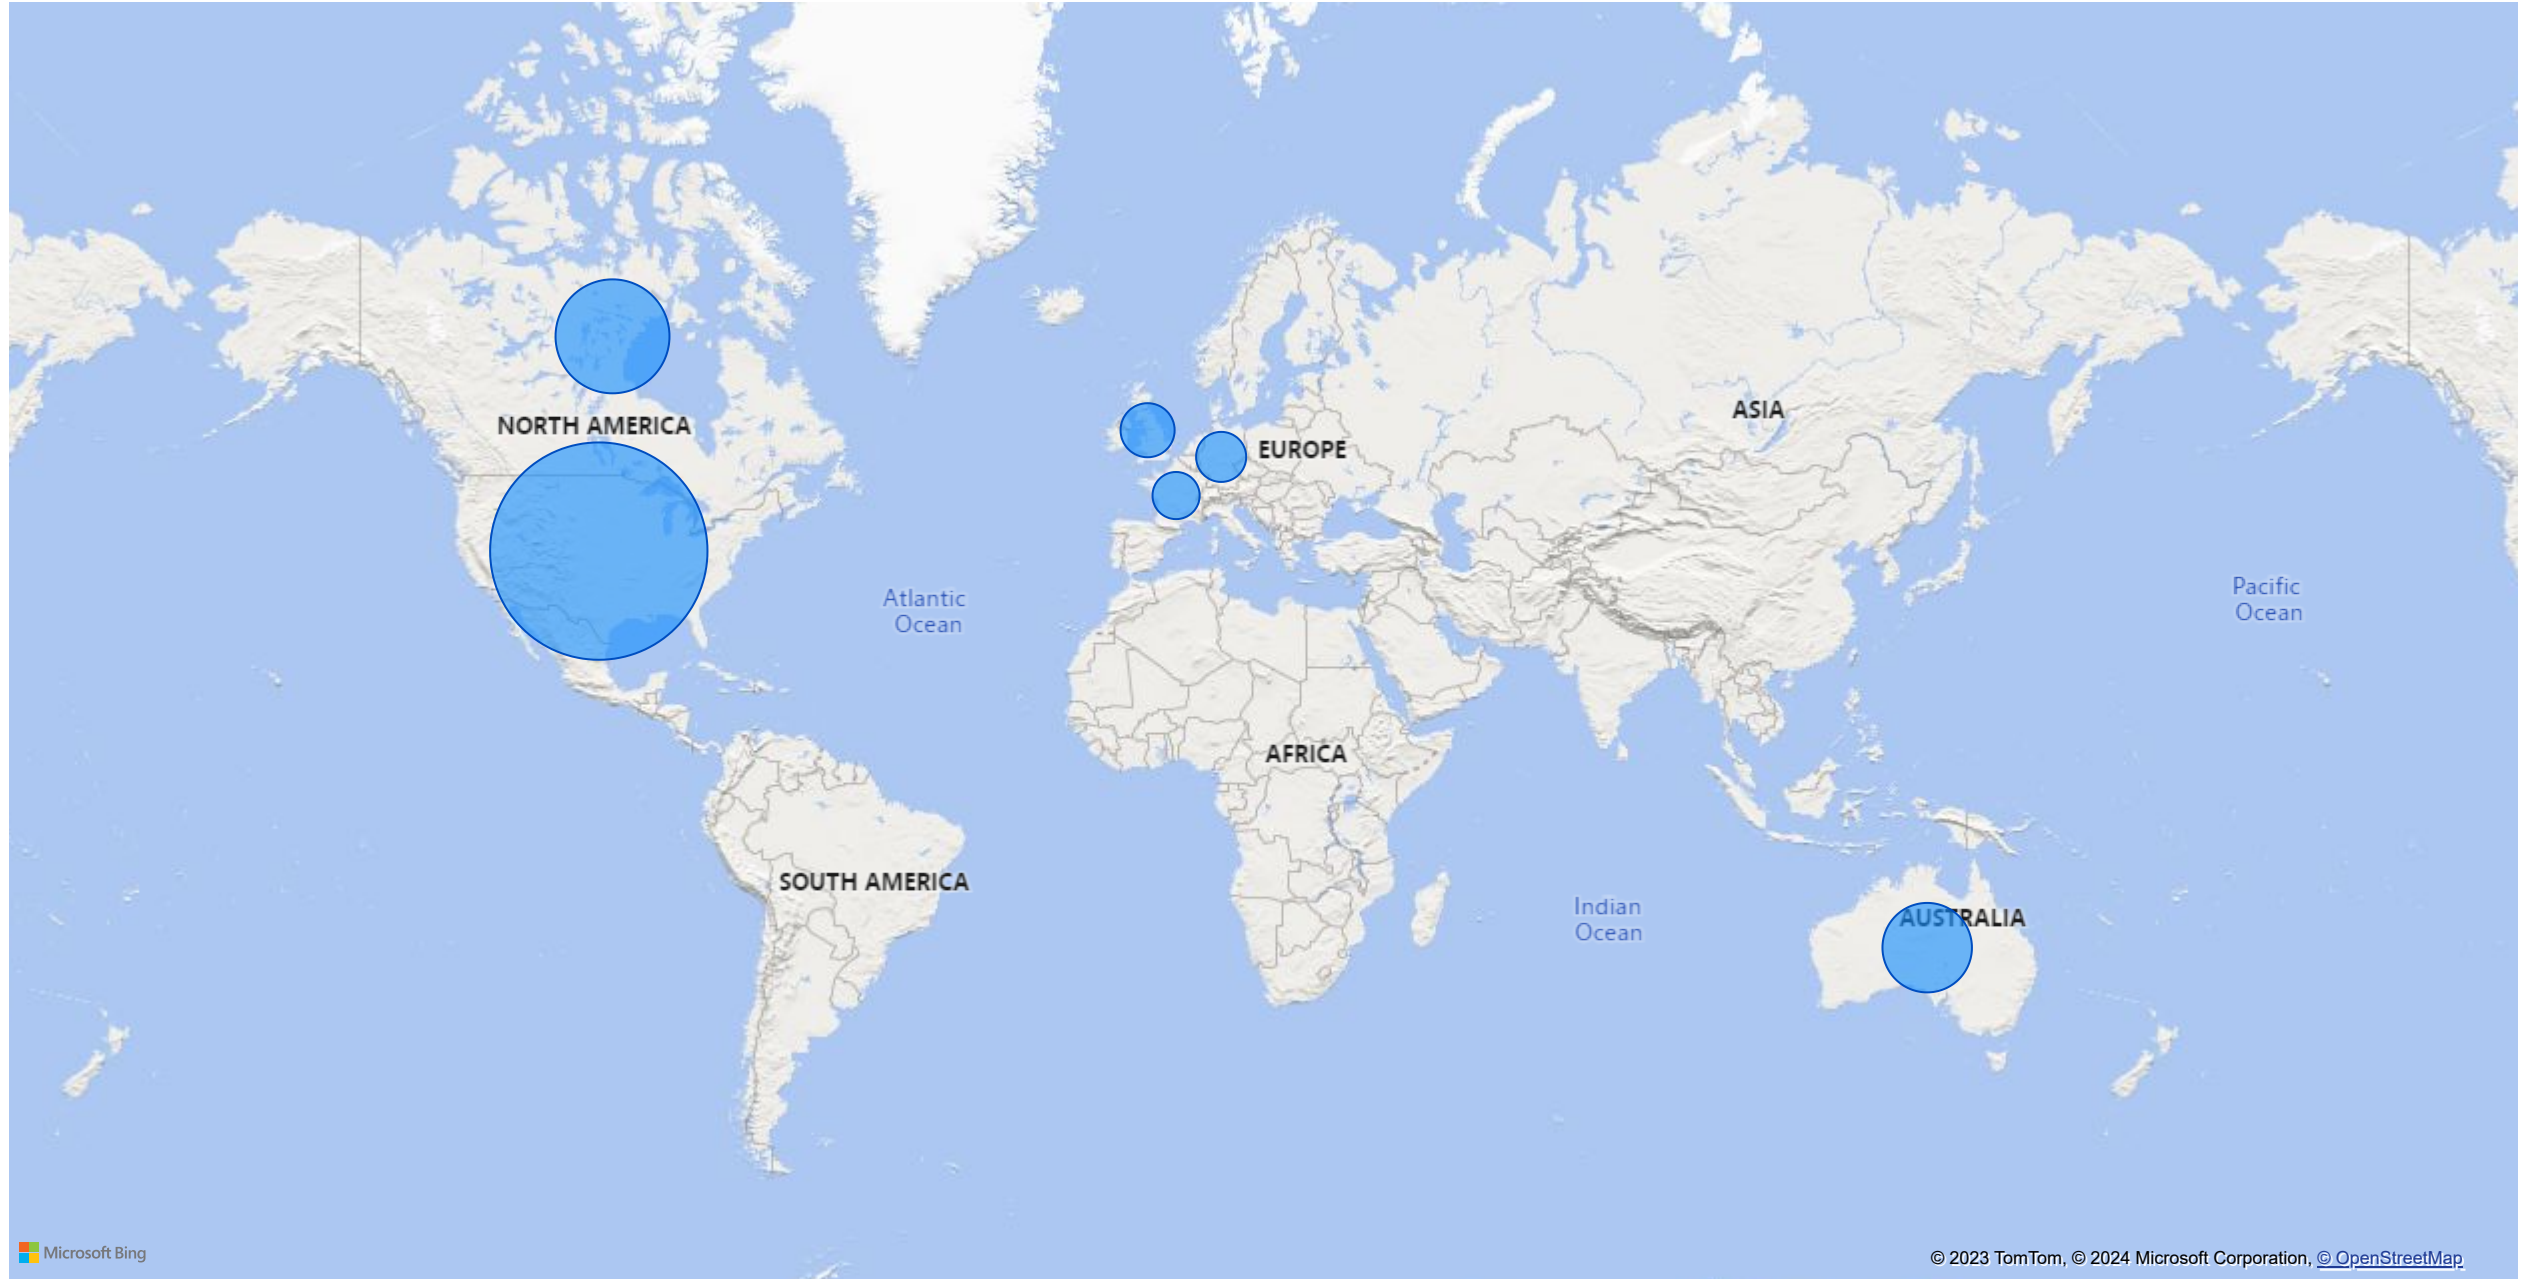 ASIA
NORTH AMERICA
EUROPE
Pacific
Ocean
Atlantic
Ocean
AFRICA
SOUTH AMERICA
Indian
Ocean
AUSTRALIA
Microsoft Bing
© 2023 TomTom, © 2024 Microsoft Corporation, © OpenStreetMap